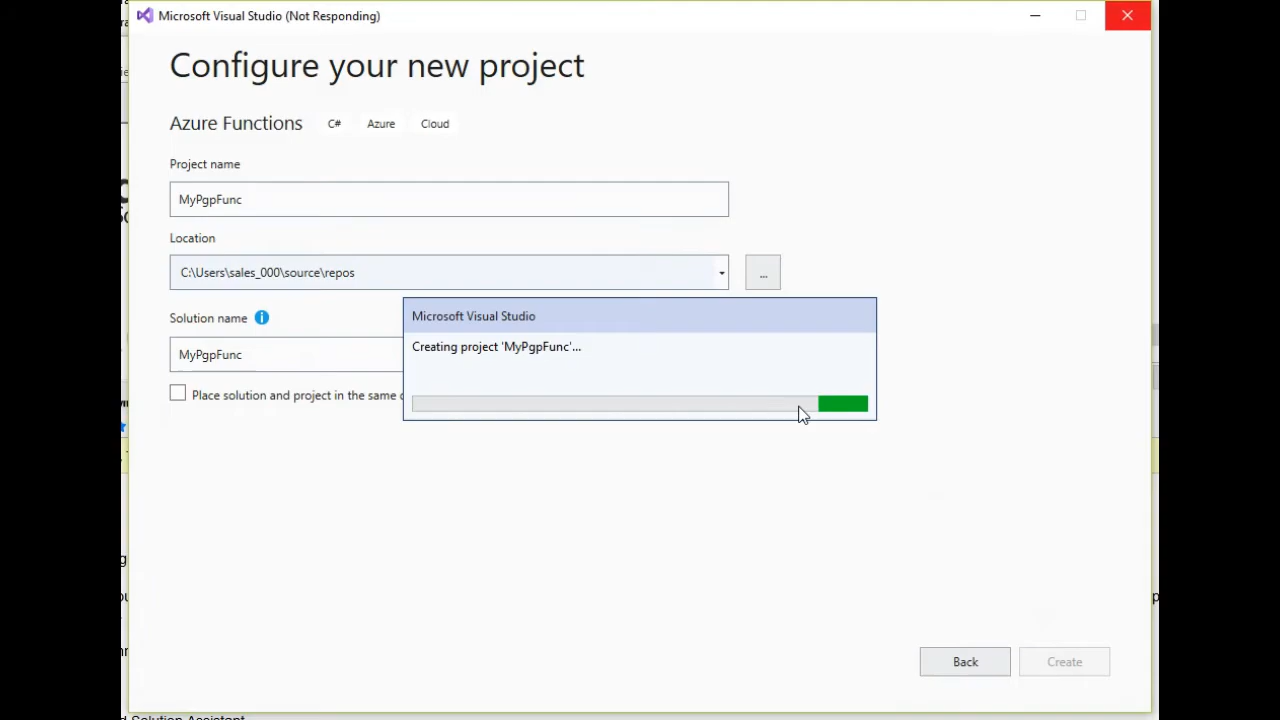 Microsoft Visual Studio (Not Responding)
Configure your new project
Azure Functions C# Azure Cloud
Project name
MyPgpFunc
Location
C:\Users\sales_000\source\repos
...
Solution name
MyPgpFunc
Place solution and project in the same
Microsoft Visual Studio
Creating project 'MyPgpFunc'...
Back Create
Solution Assistant